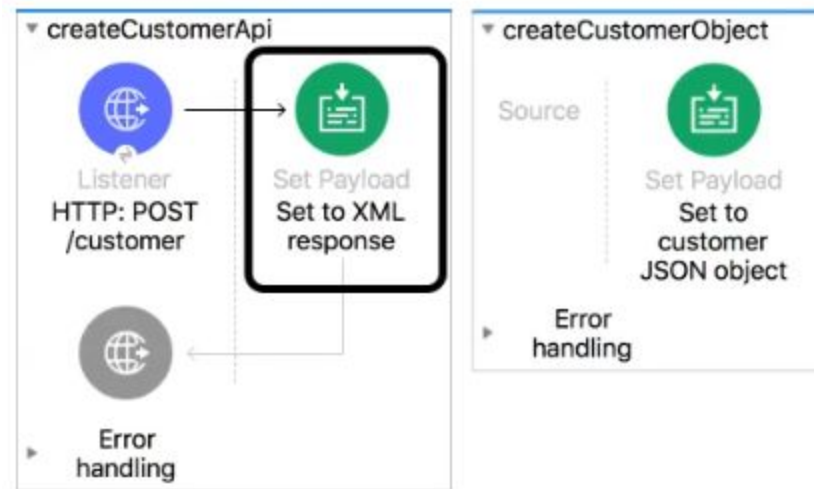 createCustomerApi
Listener
HTTP: POST
/customer
Set Payload
Set to XML
response
Error
handling
createCustomerObject
Source
Set Payload
Set to
customer
JSON object
Error
handling